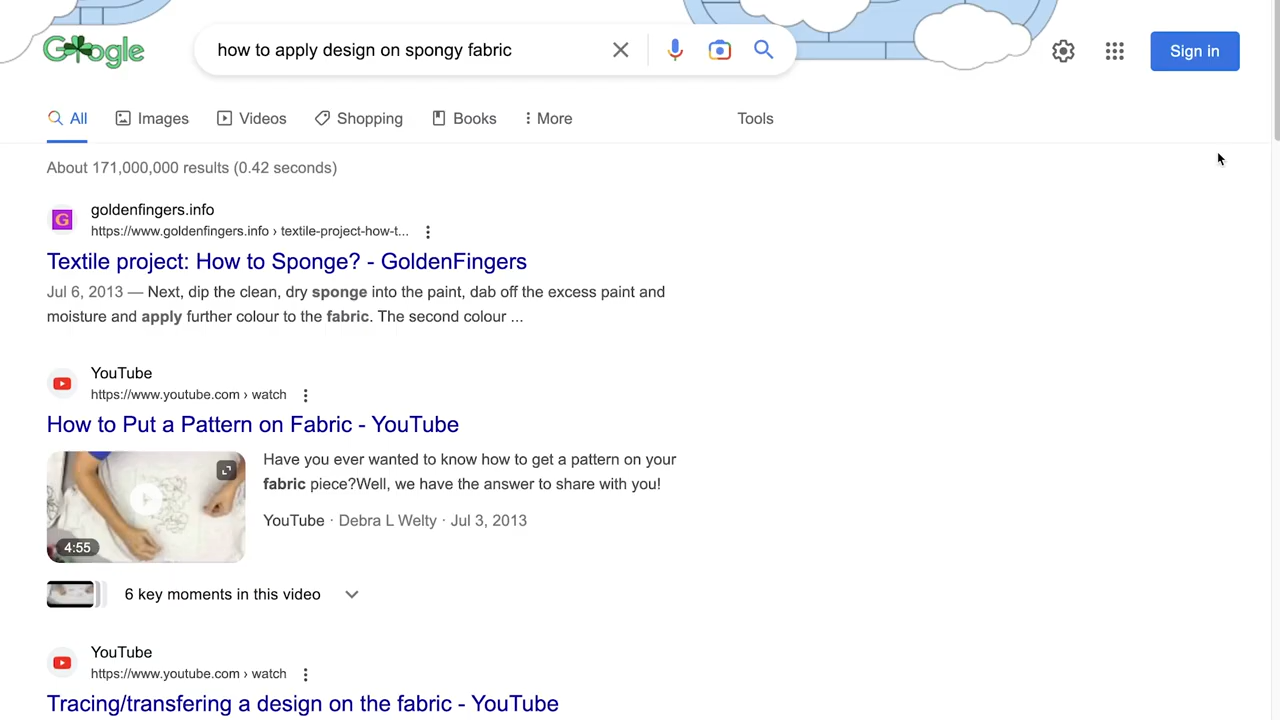 Google
how to apply design on spongy fabric
Sign in
All
Images
Videos
Shopping
Books
More
Tools
About 171,000,000 results (0.42 seconds)
G
goldenfingers.info
https://www.goldenfingers.info › textile-project-how-t...
Textile project: How to Sponge? - GoldenFingers
Jul 6, 2013 — Next, dip the clean, dry sponge into the paint, dab off the excess paint and
moisture and apply further colour to the fabric. The second colour ...
YouTube
https://www.youtube.com › watch
How to Put a Pattern on Fabric - YouTube
Have you ever wanted to know how to get a pattern on your
fabric piece?Well, we have the answer to share with you!
YouTube · Debra L Welty · Jul 3, 2013
4:55
6 key moments in this video
YouTube
https://www.youtube.com › watch
Tracing/transfering a design on the fabric - YouTube